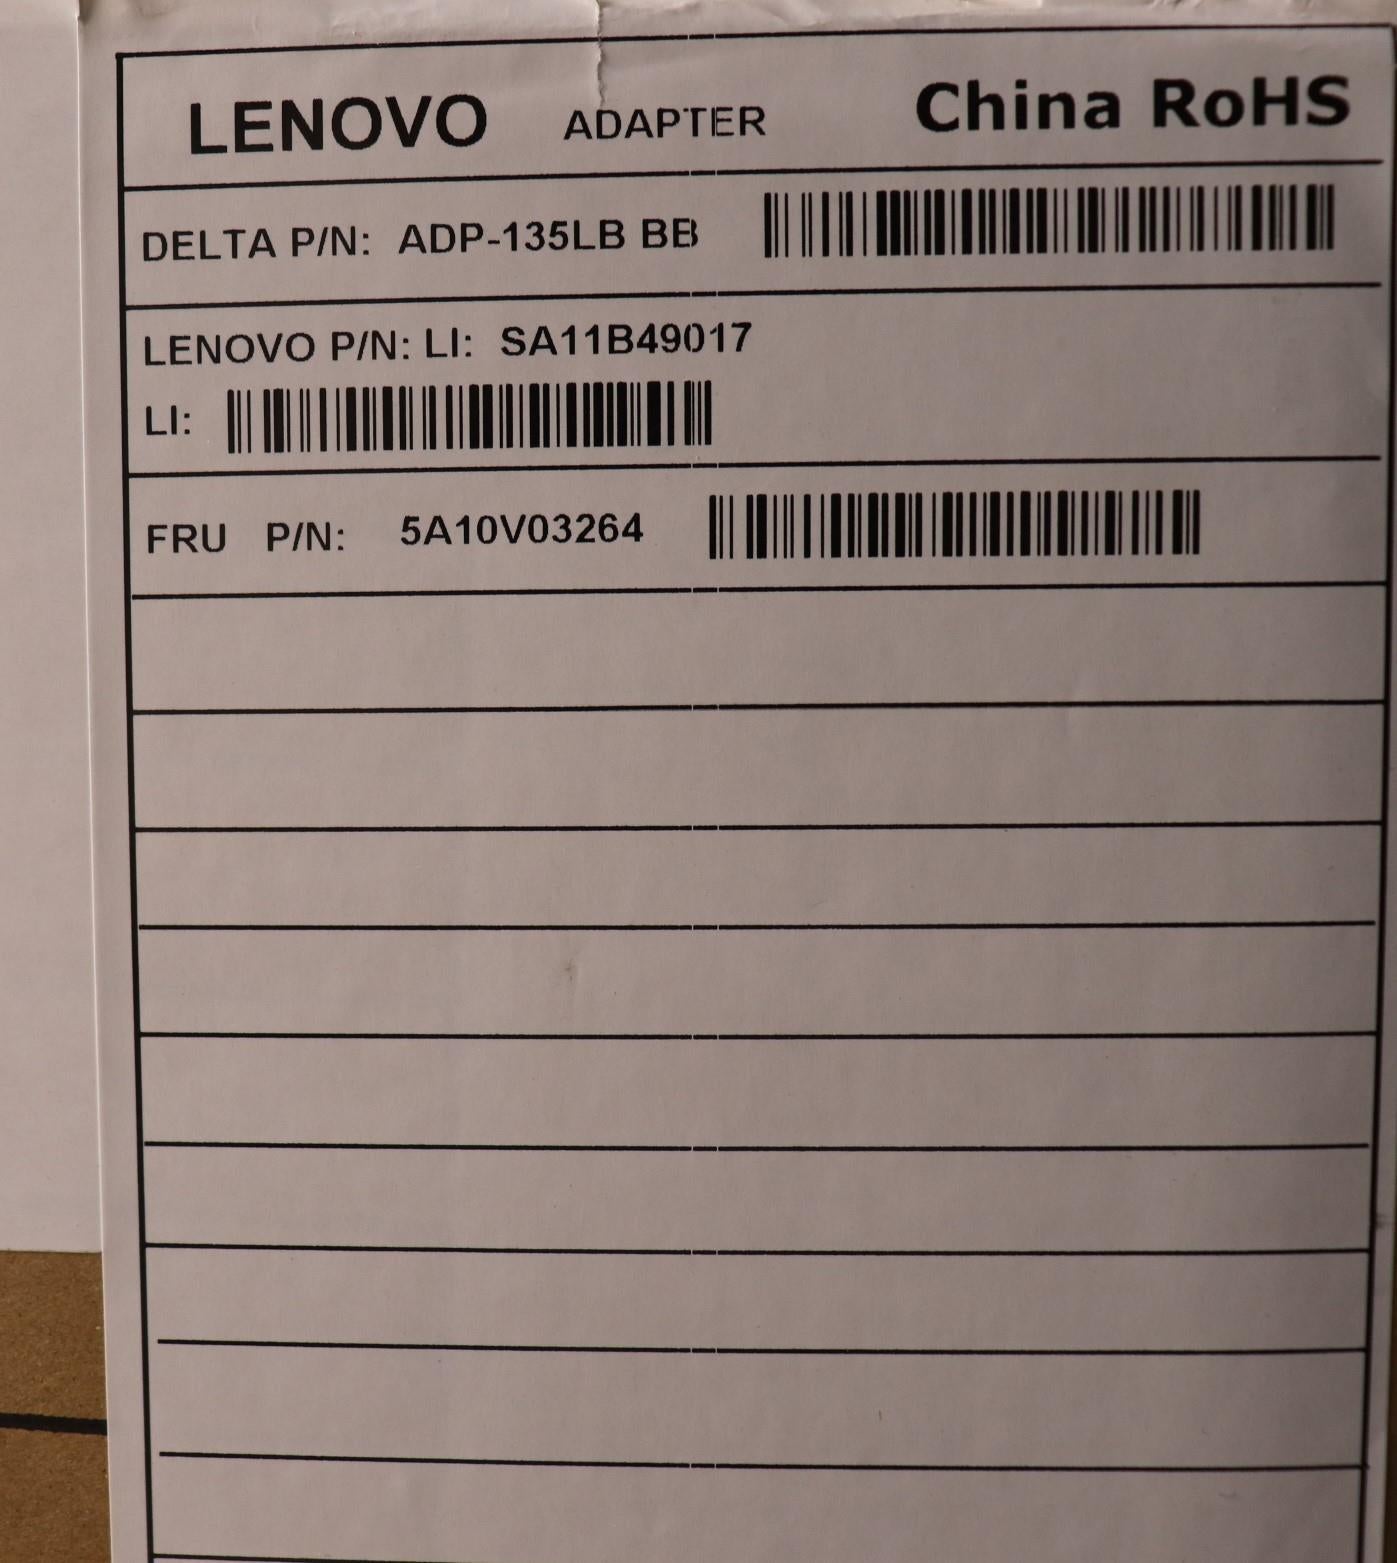 LENOVO ADAPTER China RoHS
DELTA P/N: ADP-135LB BB
LENOVO P/N: LI: SA11B49017
LI:
FRU P/N: 5A10V03264